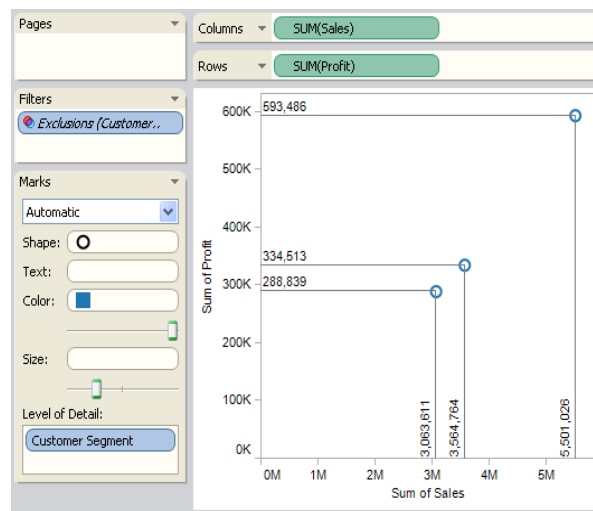 Pages
Columns
SUM(Sales)
Rows
SUM(Profit)
Filters
Exclusions (Customer..
Marks
Automatic
Shape:
Text:
Color:
Size:
Level of Detail:
Customer Segment
Sum of Profit
600K
500K
400K
300K
200K
100K
0K
593,486
334,513
288,839
3,063,611
3,564,764
5,501,026
0M
1M
2M
3M
4M
5M
Sum of Sales